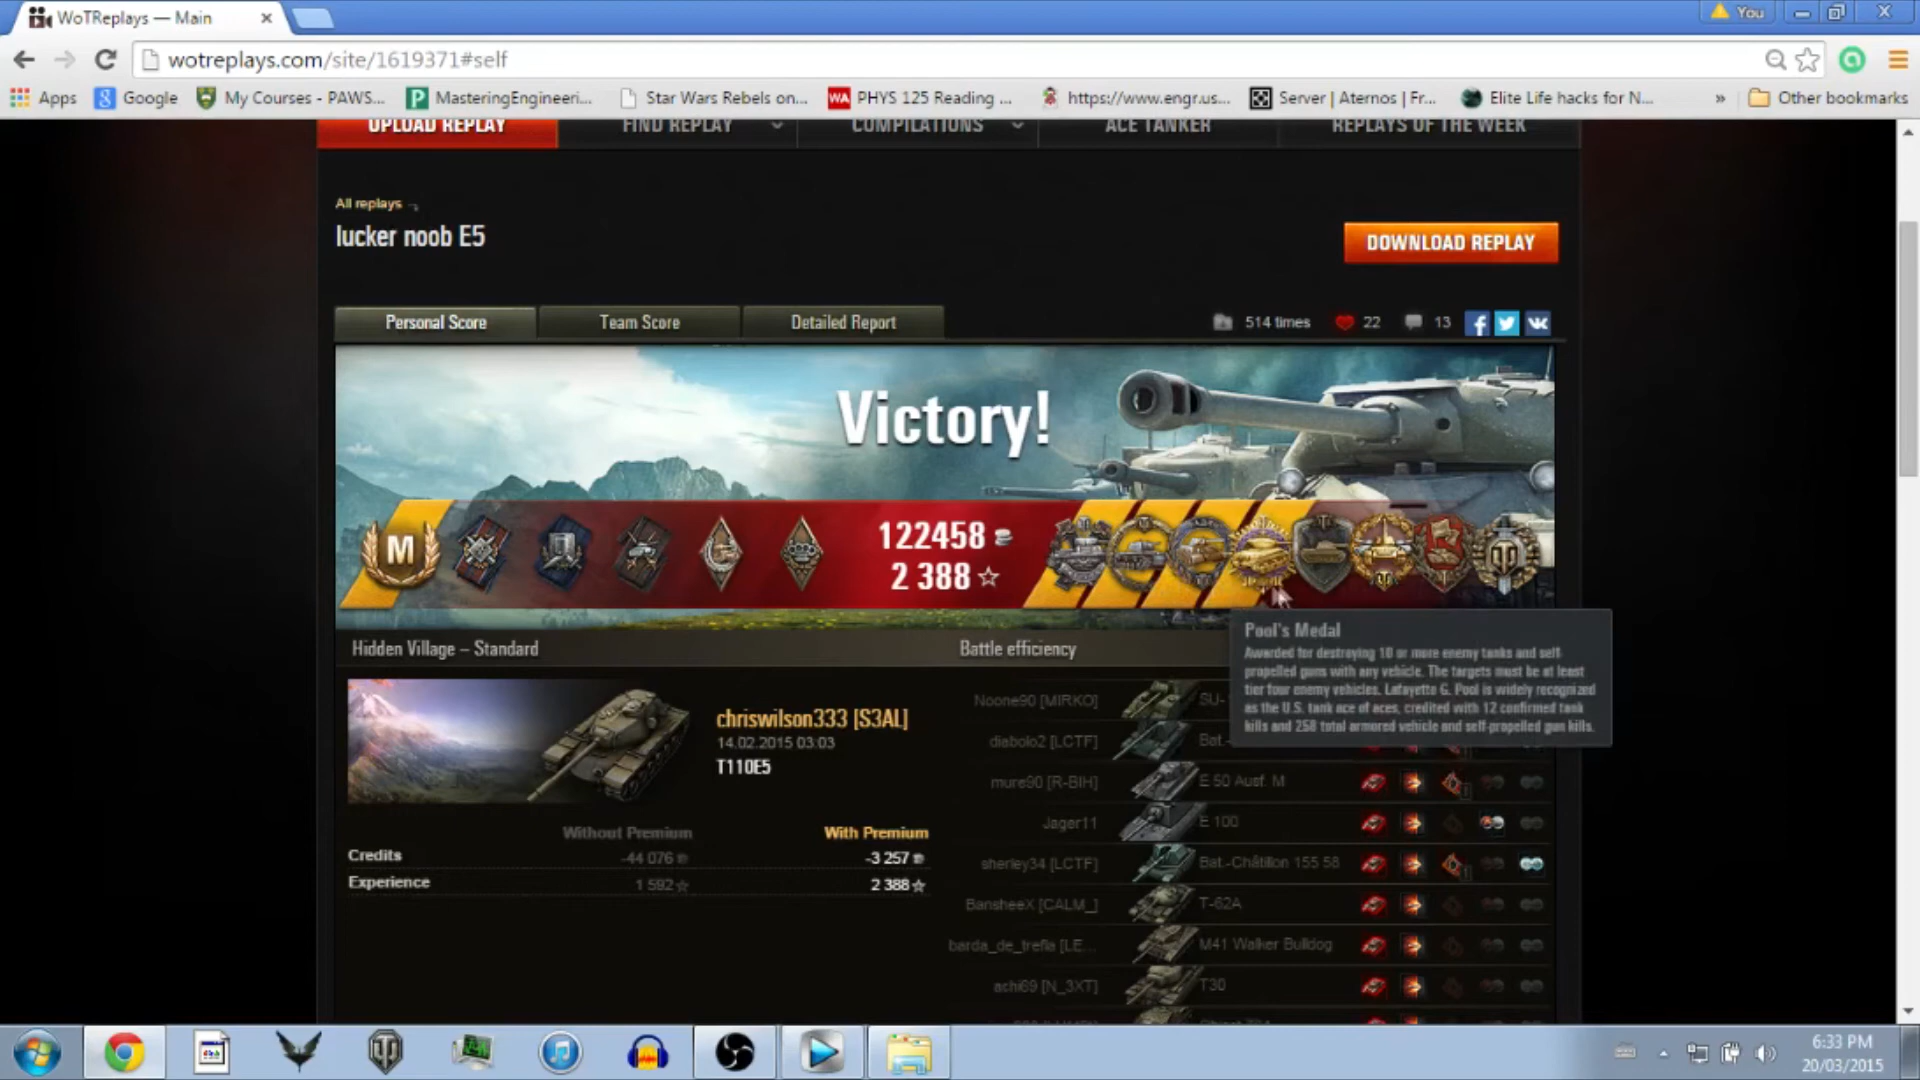 WoTReplays — Main
You
wotreplays.com/site/1619371#self
Apps
Google
My Courses - PAWS...
MasteringEngineeri...
Star Wars Rebels on...
PHYS 125 Reading ...
https://www.engr.us...
Server | Aternos | Fr...
Elite Life hacks for N...
»
Other bookmarks
UPLOAD REPLAY
FIND REPLAY
COMPILATIONS
ACE TANKER
REPLAYS OF THE WEEK
All replays
lucker noob E5
DOWNLOAD REPLAY
Personal Score
Team Score
Detailed Report
514 times
22
13
Victory!
M
122458
2 388
Hidden Village – Standard
Battle efficiency
Pool's Medal
Awarded for destroying 10 or more enemy tanks and self-
propelled guns with any vehicle. The targets must be at least
tier four enemy vehicles. Lafayette G. Pool is widely recognized
as the U.S. tank ace of aces, credited with 12 confirmed tank
kills and 258 total armored vehicle and self-propelled gun kills.
chriswilson333 [S3AL]
14.02.2015 03:03
T110E5
Without Premium
With Premium
Credits
-44 076
-3 257
Experience
1 592
2 388
Noone90 [MIRKO]
SU-
diabolo2 [LCTF]
Bat.-
mure90 [R-BIH]
E 50 Ausf. M
Jager11
E 100
sherley34 [LCTF]
Bat.-Châtillon 155 58
BansheeX [CALM_]
T-62A
barda_de_trefla [LE...
M41 Walker Bulldog
achi69 [N_3XT]
T30
6:33 PM
20/03/2015